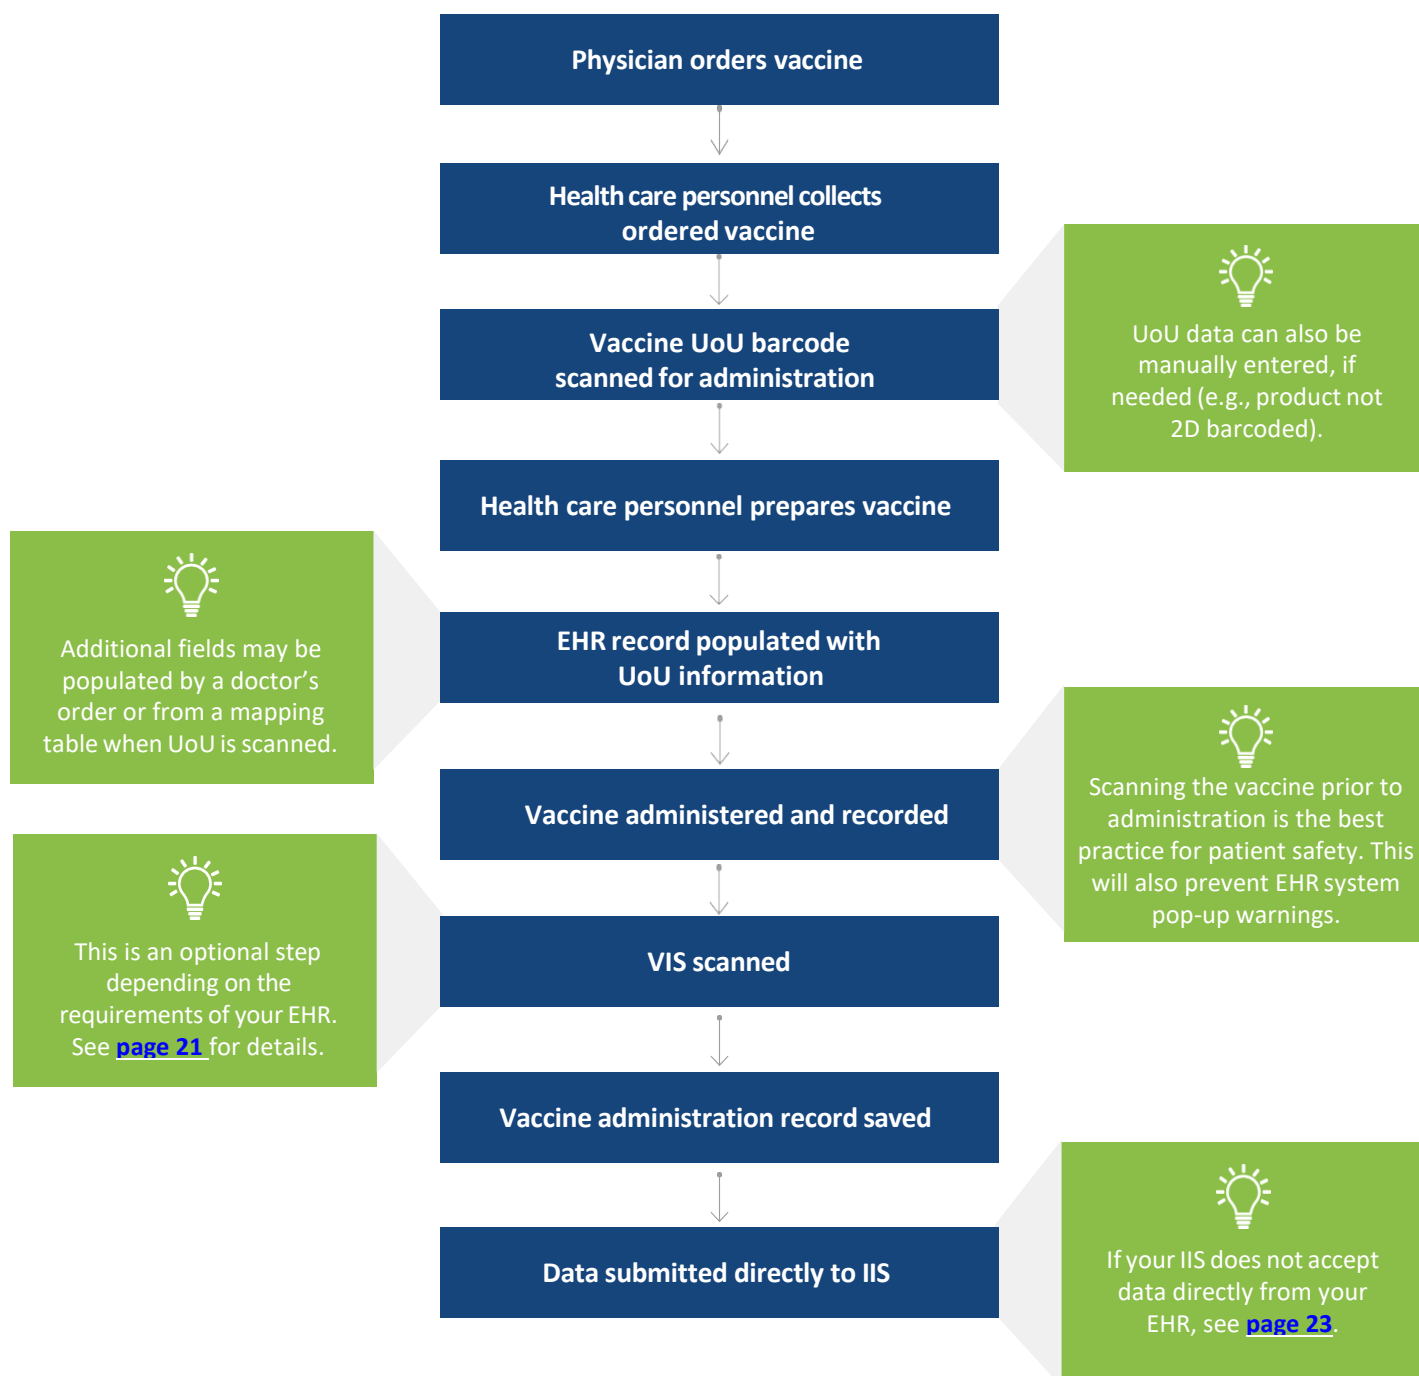 Physician orders vaccine
Health care personnel collects
ordered vaccine
Vaccine UoU barcode
scanned for administration
UoU data can also be
manually entered, if
needed (e.g., product not
2D barcoded).
Health care personnel prepares vaccine
EHR record populated with
UoU information
Additional fields may be
populated by a doctor’s
order or from a mapping
table when UoU is scanned.
Vaccine administered and recorded
Scanning the vaccine prior to
administration is the best
practice for patient safety. This
will also prevent EHR system
pop-up warnings.
VIS scanned
This is an optional step
depending on the
requirements of your EHR.
See page 21 for details.
Vaccine administration record saved
Data submitted directly to IIS
If your IIS does not accept
data directly from your
EHR, see page 23.